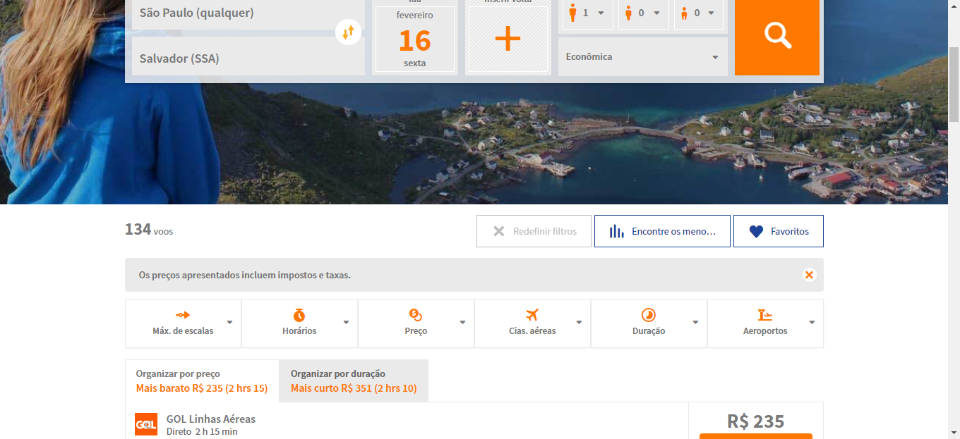 São Paulo (qualquer)
Salvador (SSA)
fevereiro
16
sexta
1
0
0
Econômica
134 voos
Redefinir filtros
Encontre os meno...
Favoritos
Os preços apresentados incluem impostos e taxas.
Máx. de escalas
Horários
Preço
Cias. aéreas
Duração
Aeroportos
Organizar por preço
Mais barato R$ 235 (2 hrs 15)
Organizar por duração
Mais curto R$ 351 (2 hrs 10)
GOL
GOL Linhas Aéreas
Direto 2 h 15 min
R$ 235